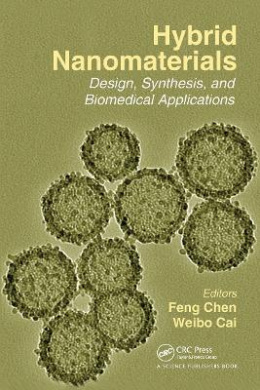 Hybrid
Nanomaterials
Design, Synthesis, and
Biomedical Applications
Editors
Feng Chen
Weibo Cai
CRC Press
Taylor & Francis Group
A SCIENCE PUBLISHERS BOOK